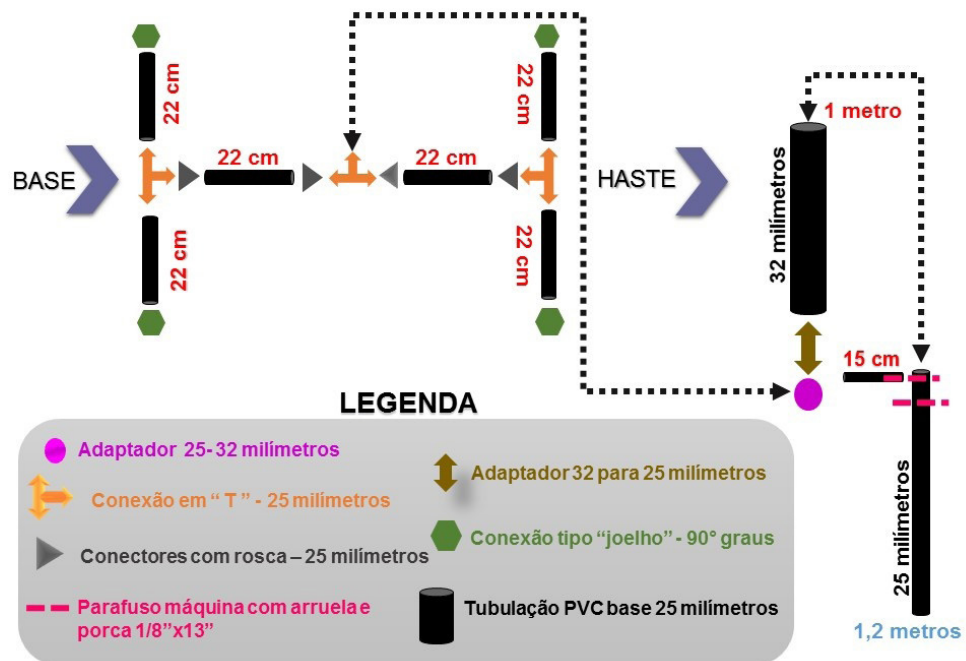 22 cm
22 cm
1 metro
BASE
22 cm
22 cm
HASTE
32 milímetros
22 cm
22 cm
15 cm
25 milímetros
1,2 metros
LEGENDA
Adaptador 25-32 milímetros
Conexão em “ T ” - 25 milímetros
Conectores com rosca – 25 milímetros
Parafuso máquina com arruela e
porca 1/8”x13”
Adaptador 32 para 25 milímetros
Conexão tipo “joelho” - 90° graus
Tubulação PVC base 25 milímetros